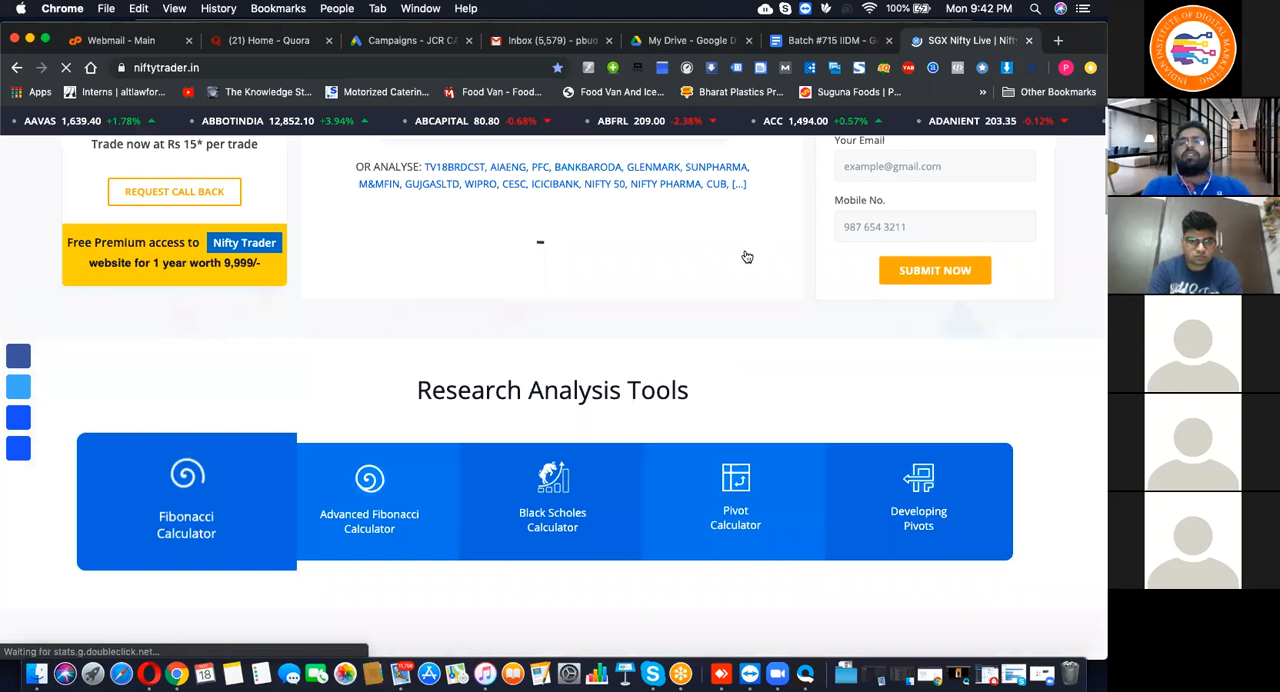 Chrome File Edit View History Bookmarks People Tab Window Help 100% Mon 9:42 PM
Webmail - Main
(21) Home - Quora
Campaigns - JCR CA
Inbox (5,579) - pbuo
My Drive - Google D
Batch #715 IIDM - G
SGX Nifty Live | Nift
niftytrader.in
Apps
Interns | altlawfor...
The Knowledge St...
Motorized Caterin...
Food Van - Food...
Food Van And Ice...
Bharat Plastics Pr...
Suguna Foods | P...
» Other Bookmarks
AAVAS 1,639.40 +1.78%
ABBOTINDIA 12,852.10 +3.94%
ABCAPITAL 80.80 -0.68%
ABFRL 209.00 -2.38%
ACC 1,494.00 +0.57%
ADANIENT 203.35 -0.12%
Trade now at Rs 15* per trade
REQUEST CALL BACK
Free Premium access to Nifty Trader
website for 1 year worth 9,999/-
OR ANALYSE: TV18BRDCST, AIAENG, PFC, BANKBARODA, GLENMARK, SUNPHARMA,
M&MFIN, GUJGASLTD, WIPRO, CESC, ICICIBANK, NIFTY 50, NIFTY PHARMA, CUB, [...]
-
Your Email
example@gmail.com
Mobile No.
987 654 3211
SUBMIT NOW
Research Analysis Tools
Fibonacci
Calculator
Advanced Fibonacci
Calculator
Black Scholes
Calculator
Pivot
Calculator
Developing
Pivots
Waiting for stats.g.doubleclick.net...
INDIAN INSTITUTE OF DIGITAL MARKETING